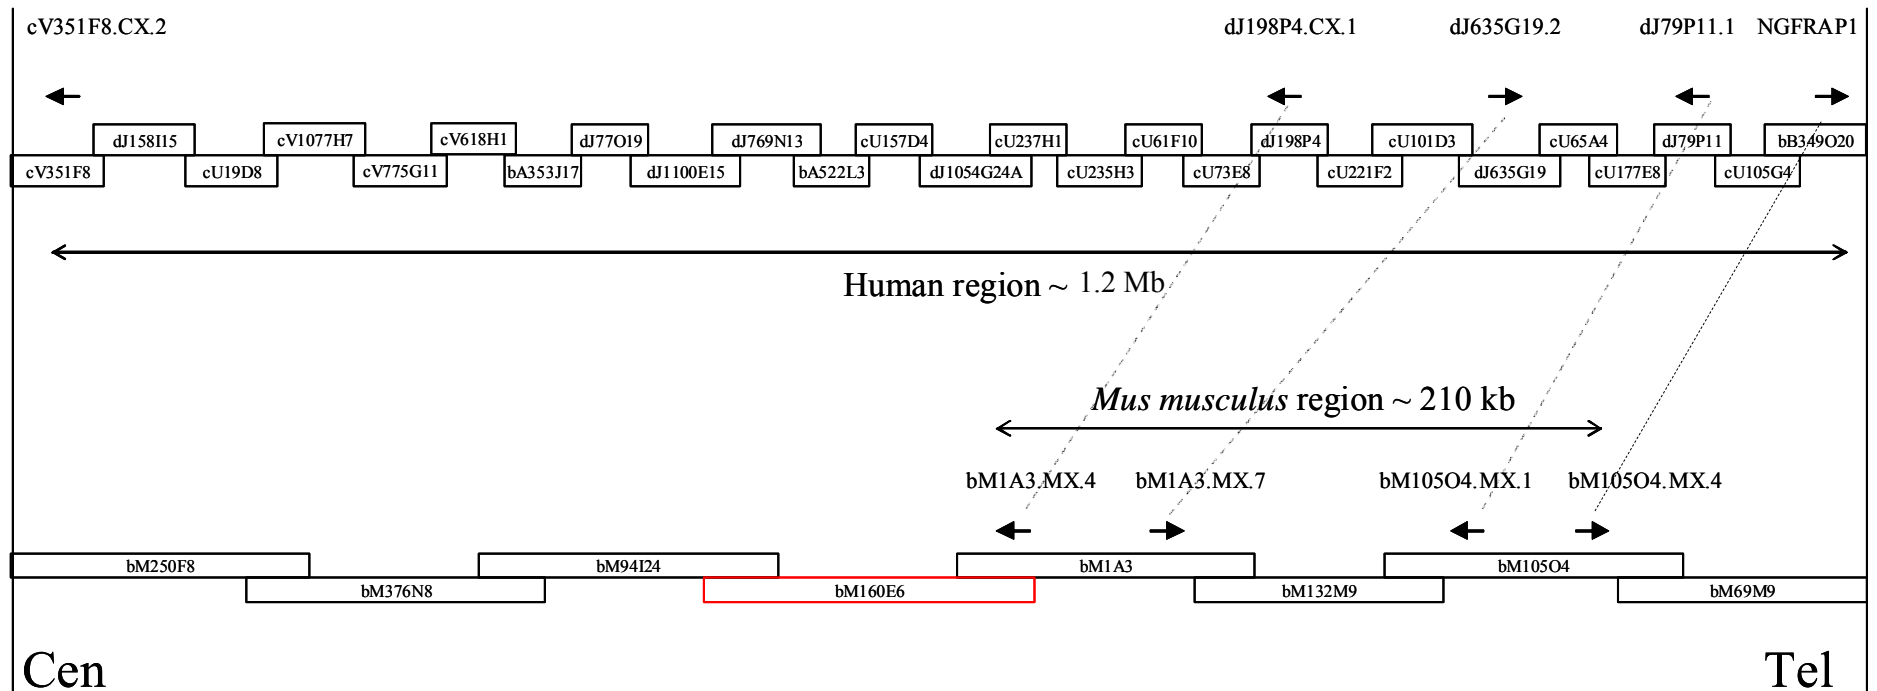 cV351F8.CX.2 dJ198P4.CX.1 dJ635G19.2 dJ79P11.1 NGFRAP1
dJ158I15 cV1077H7 cV618H1 dJ77O19 dJ769N13 cU157D4 cU237H1 cU61F10 dJ198P4 cU101D3 cU65A4 dJ79P11 bB349O20
cV351F8 cU19D8 cV775G11 bA353J17 dJ1100E15 bA522L3 dJ1054G24A cU235H3 cU73E8 cU221F2 dJ635G19 cU177E8 cU105G4
Human region ~ 1.2 Mb
Mus musculus region ~ 210 kb
bM1A3.MX.4 bM1A3.MX.7 bM105O4.MX.1 bM105O4.MX.4
bM250F8 bM94I24 bM1A3 bM105O4
bM376N8 bM160E6 bM132M9 bM69M9
Cen Tel